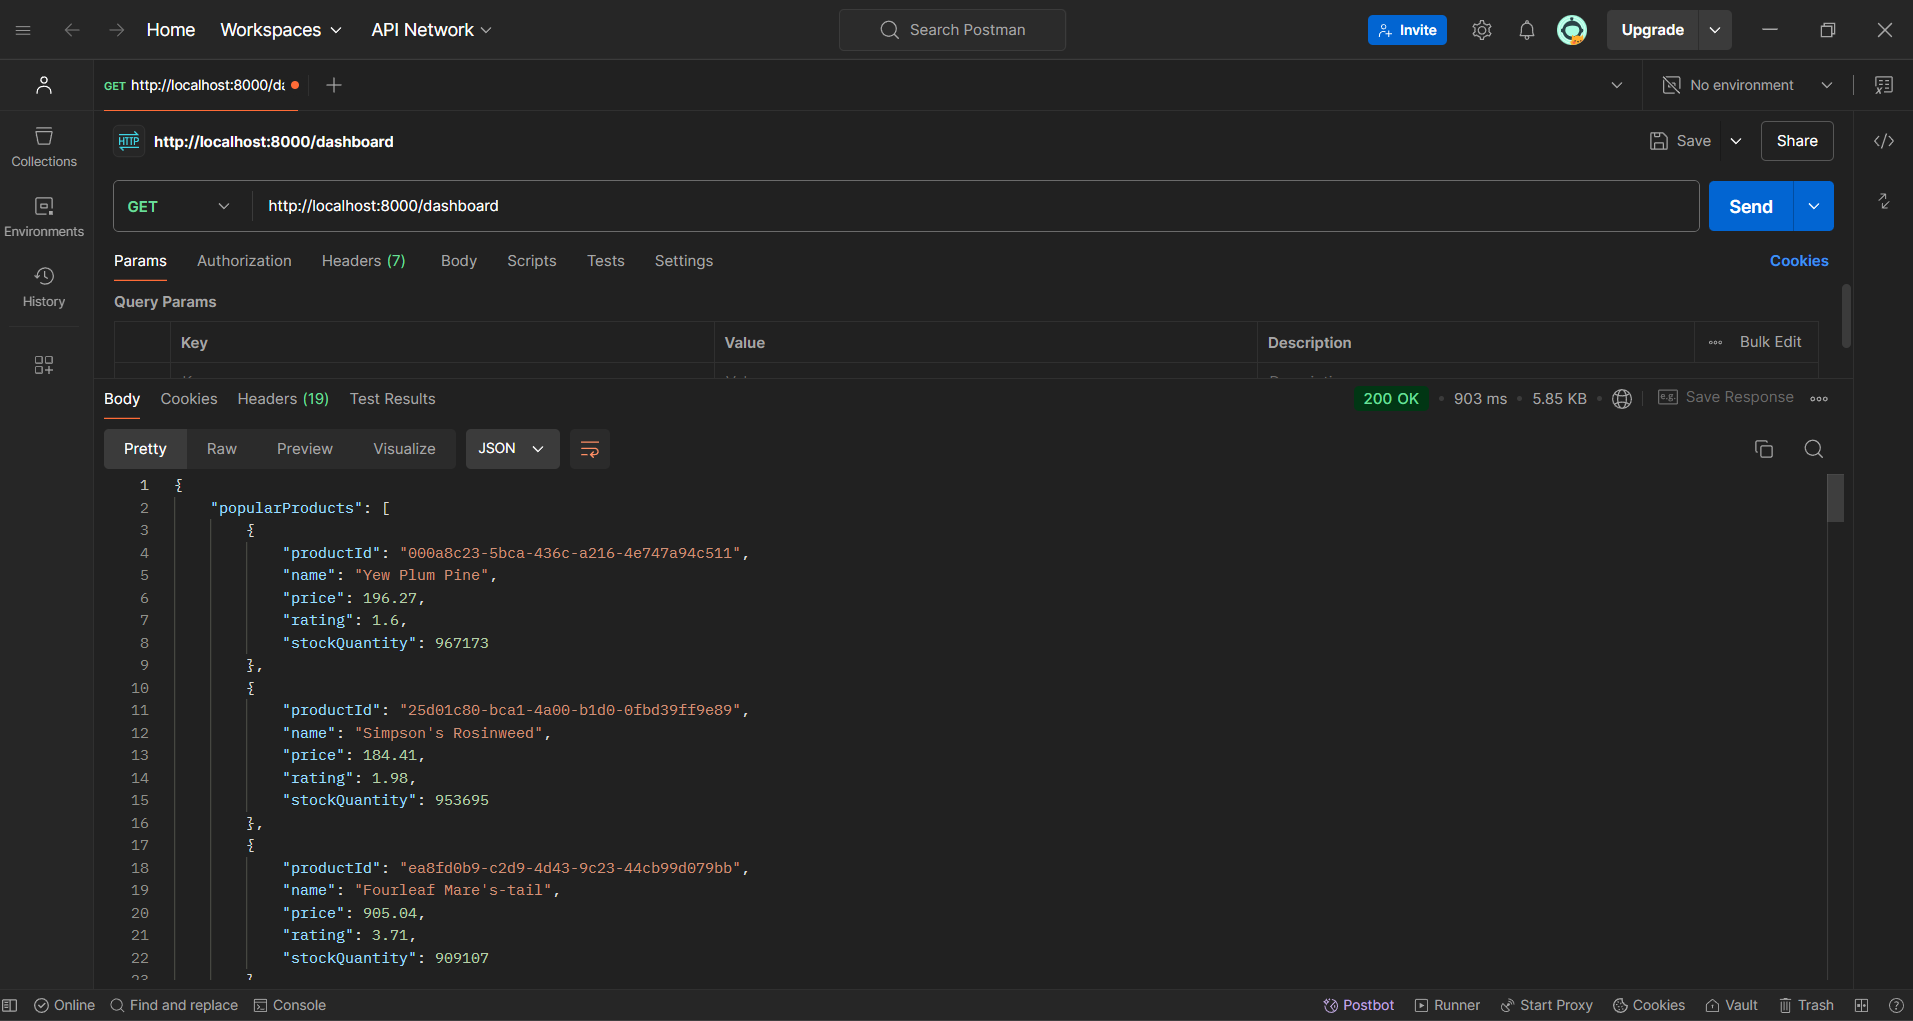 Home Workspaces API Network Search Postman Invite Upgrade
GET http://localhost:8000/da No environment
HTTP http://localhost:8000/dashboard Save Share
Collections
GET http://localhost:8000/dashboard Send
Environments
Params Authorization Headers (7) Body Scripts Tests Settings Cookies
History
Query Params
Key Value Description Bulk Edit
Body Cookies Headers (19) Test Results 200 OK 903 ms 5.85 KB e.g. Save Response
Pretty Raw Preview Visualize JSON
1 {
2 "popularProducts": [
3 {
4 "productId": "000a8c23-5bca-436c-a216-4e747a94c511",
5 "name": "Yew Plum Pine",
6 "price": 196.27,
7 "rating": 1.6,
8 "stockQuantity": 967173
9 },
10 {
11 "productId": "25d01c80-bca1-4a00-b1d0-0fbd39ff9e89",
12 "name": "Simpson's Rosinweed",
13 "price": 184.41,
14 "rating": 1.98,
15 "stockQuantity": 953695
16 },
17 {
18 "productId": "ea8fd0b9-c2d9-4d43-9c23-44cb99d079bb",
19 "name": "Fourleaf Mare's-tail",
20 "price": 905.04,
21 "rating": 3.71,
22 "stockQuantity": 909107
Online Find and replace Console Postbot Runner Start Proxy Cookies Vault Trash